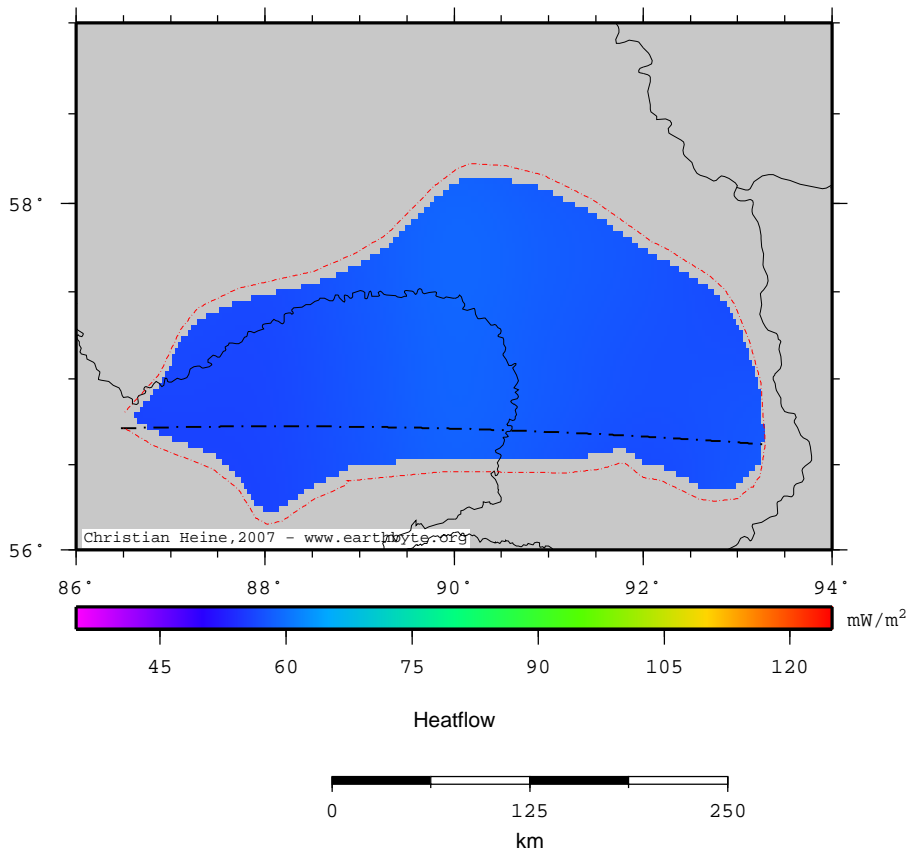 58°
56°
Christian Heine,2007 - www.earthbyte.org
86° 88° 90° 92° 94°
mW/m²
45 60 75 90 105 120
Heatflow
0 125 250
km